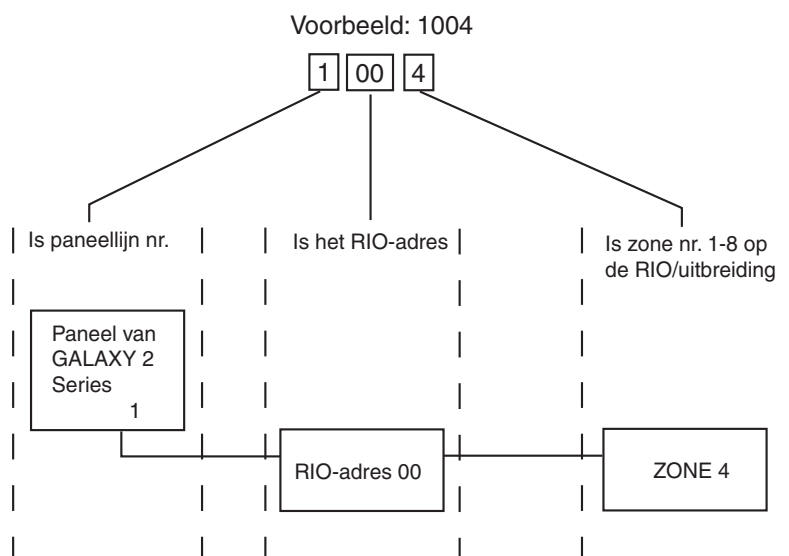 Voorbeeld: 1004
1 00 4
Is paneellijn nr.
Is het RIO-adres
Is zone nr. 1-8 op
de RIO/uitbreiding
Paneel van
GALAXY 2
Series
1
RIO-adres 00
ZONE 4